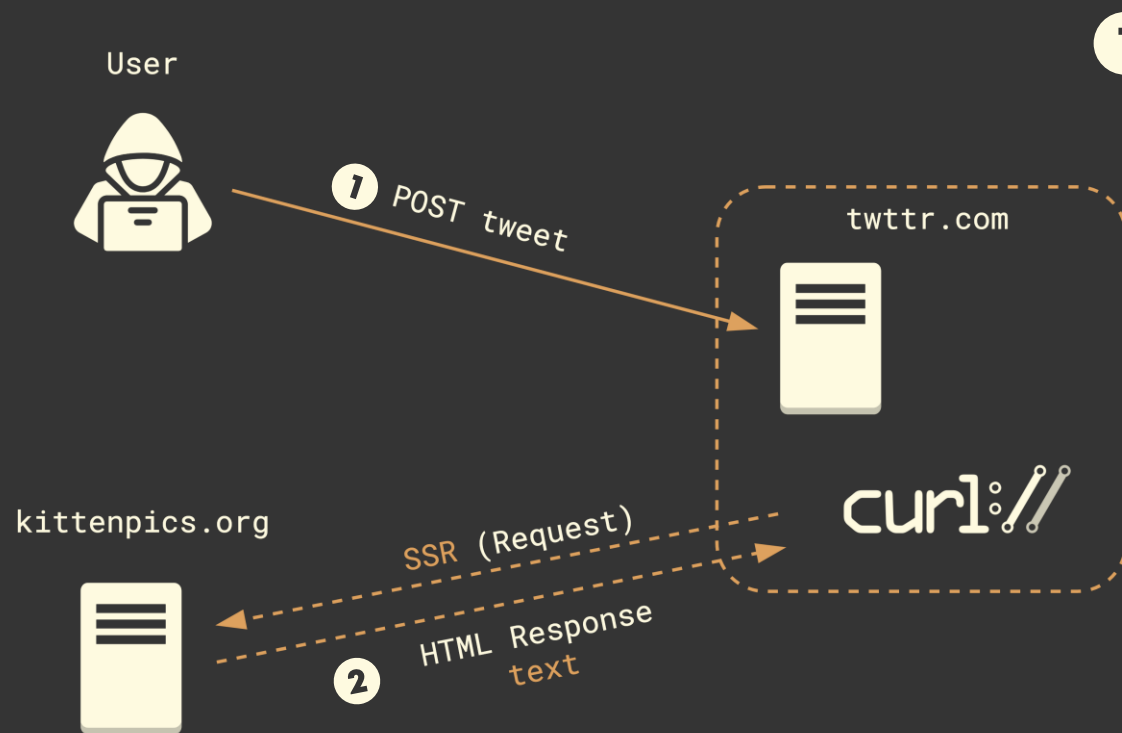 User
1 POST tweet
twttr.com
curl://
kittenpics.org
SSR (Request)
HTML Response
2 text